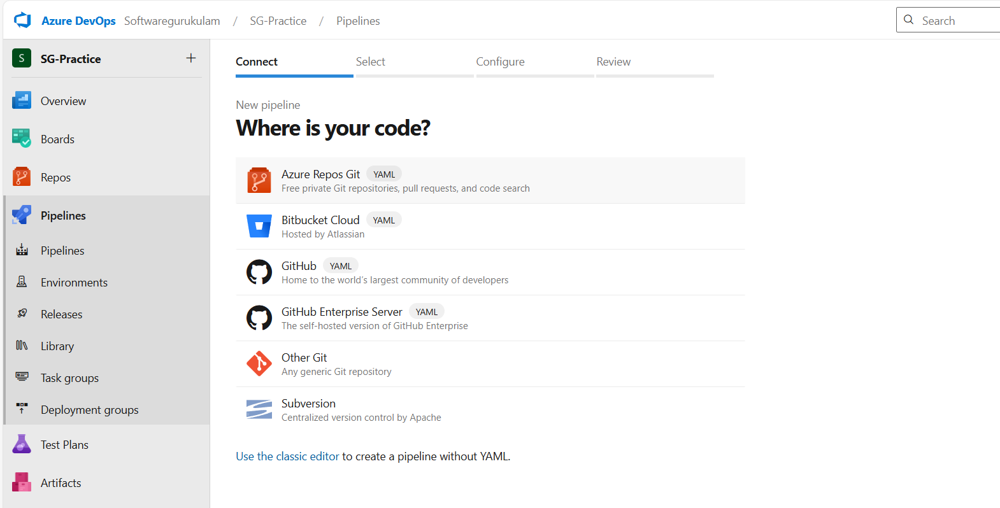 Azure DevOps Softwaregurukulam / SG-Practice / Pipelines
Search
S SG-Practice +
Overview
Boards
Repos
Pipelines
Pipelines
Environments
Releases
Library
Task groups
Deployment groups
Test Plans
Artifacts
Connect Select Configure Review
New pipeline
Where is your code?
Azure Repos Git YAML
Free private Git repositories, pull requests, and code search
Bitbucket Cloud YAML
Hosted by Atlassian
GitHub YAML
Home to the world’s largest community of developers
GitHub Enterprise Server YAML
The self-hosted version of GitHub Enterprise
Other Git
Any generic Git repository
Subversion
Centralized version control by Apache
Use the classic editor to create a pipeline without YAML.